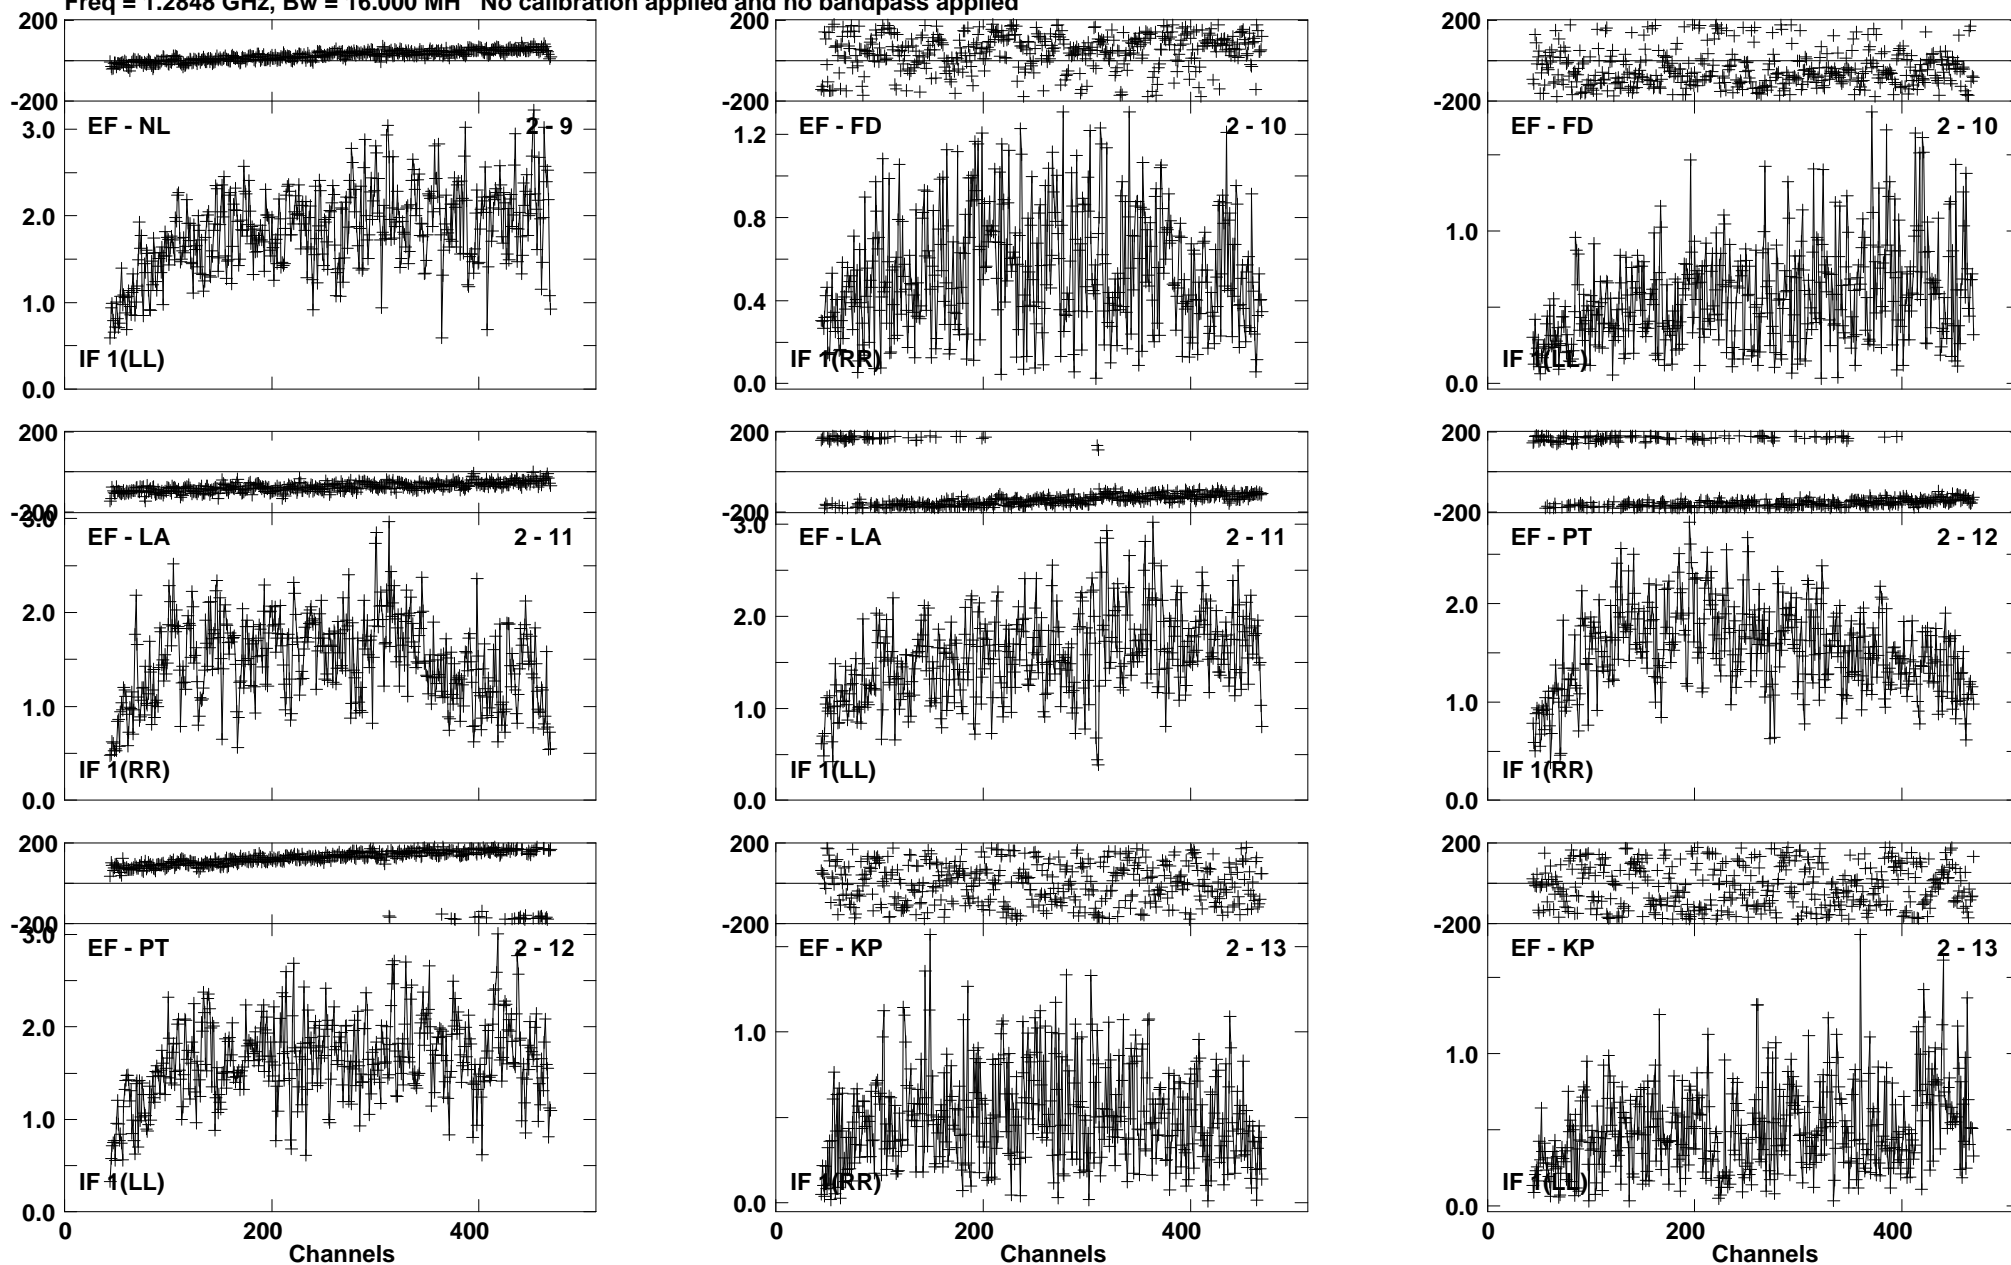 Freq = 1.2848 GHz, Bw = 16.000 MH No calibration applied and no bandpass applied
200
-200
EF - NL
2 - 9
3.0
2.0
1.0
0.0
IF 1(LL)
200
-200
EF - FD
2 - 10
1.2
0.8
0.4
0.0
IF 1(RR)
200
-200
EF - FD
2 - 10
1.0
0.0
IF 1(LL)
200
-200
EF - LA
2 - 11
3.0
2.0
1.0
0.0
IF 1(RR)
200
-200
EF - LA
2 - 11
3.0
2.0
1.0
0.0
IF 1(LL)
200
-200
EF - PT
2 - 12
2.0
1.0
0.0
IF 1(RR)
200
-200
EF - PT
2 - 12
3.0
2.0
1.0
0.0
IF 1(LL)
0 200 400
Channels
200
-200
EF - KP
2 - 13
1.0
0.0
IF 1(RR)
0 200 400
Channels
200
-200
EF - KP
2 - 13
1.0
0.0
IF 1(LL)
0 200 400
Channels